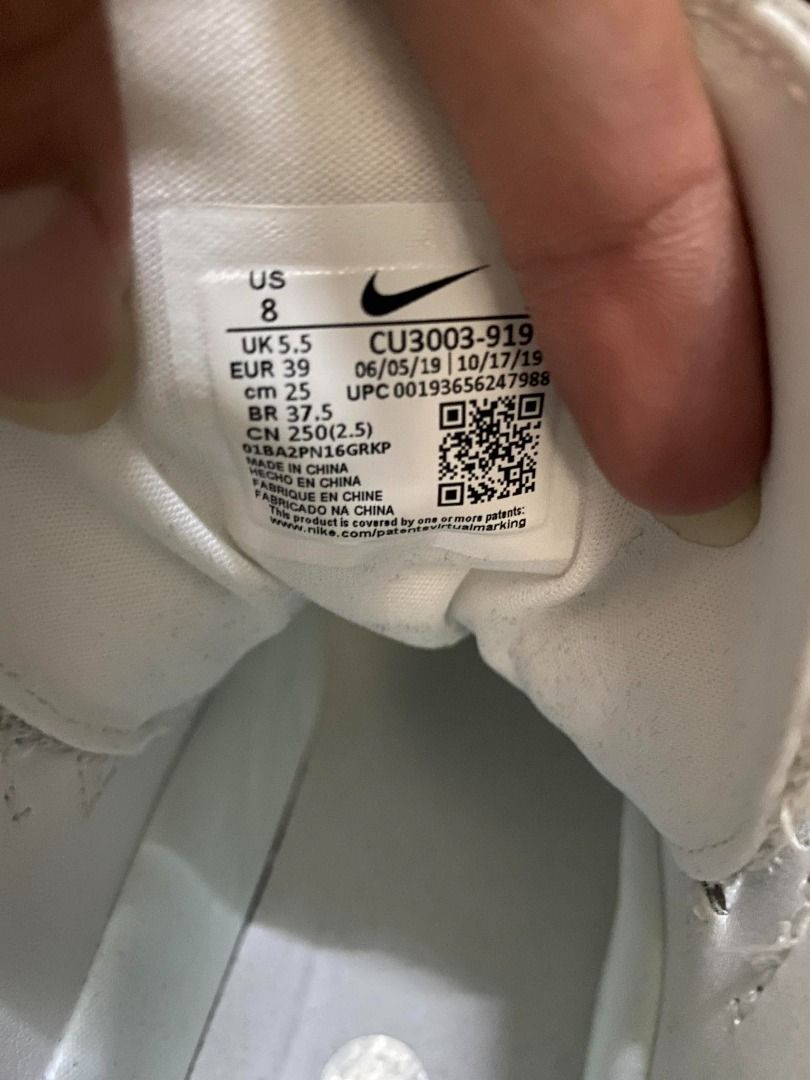 US
8
UK 5.5
CU3003-919
EUR 39
06/05/19 | 10/17/19
cm 25
UPC 00193656247988
BR 37.5
CN 250(2.5)
01BA2PN16GRKP
MADE IN CHINA
HECHO EN CHINA
FABRIQUE EN CHINE
FABRICADO NA CHINA
This product is covered by one or more patents:
www.nike.com/patentsvirtualmarking